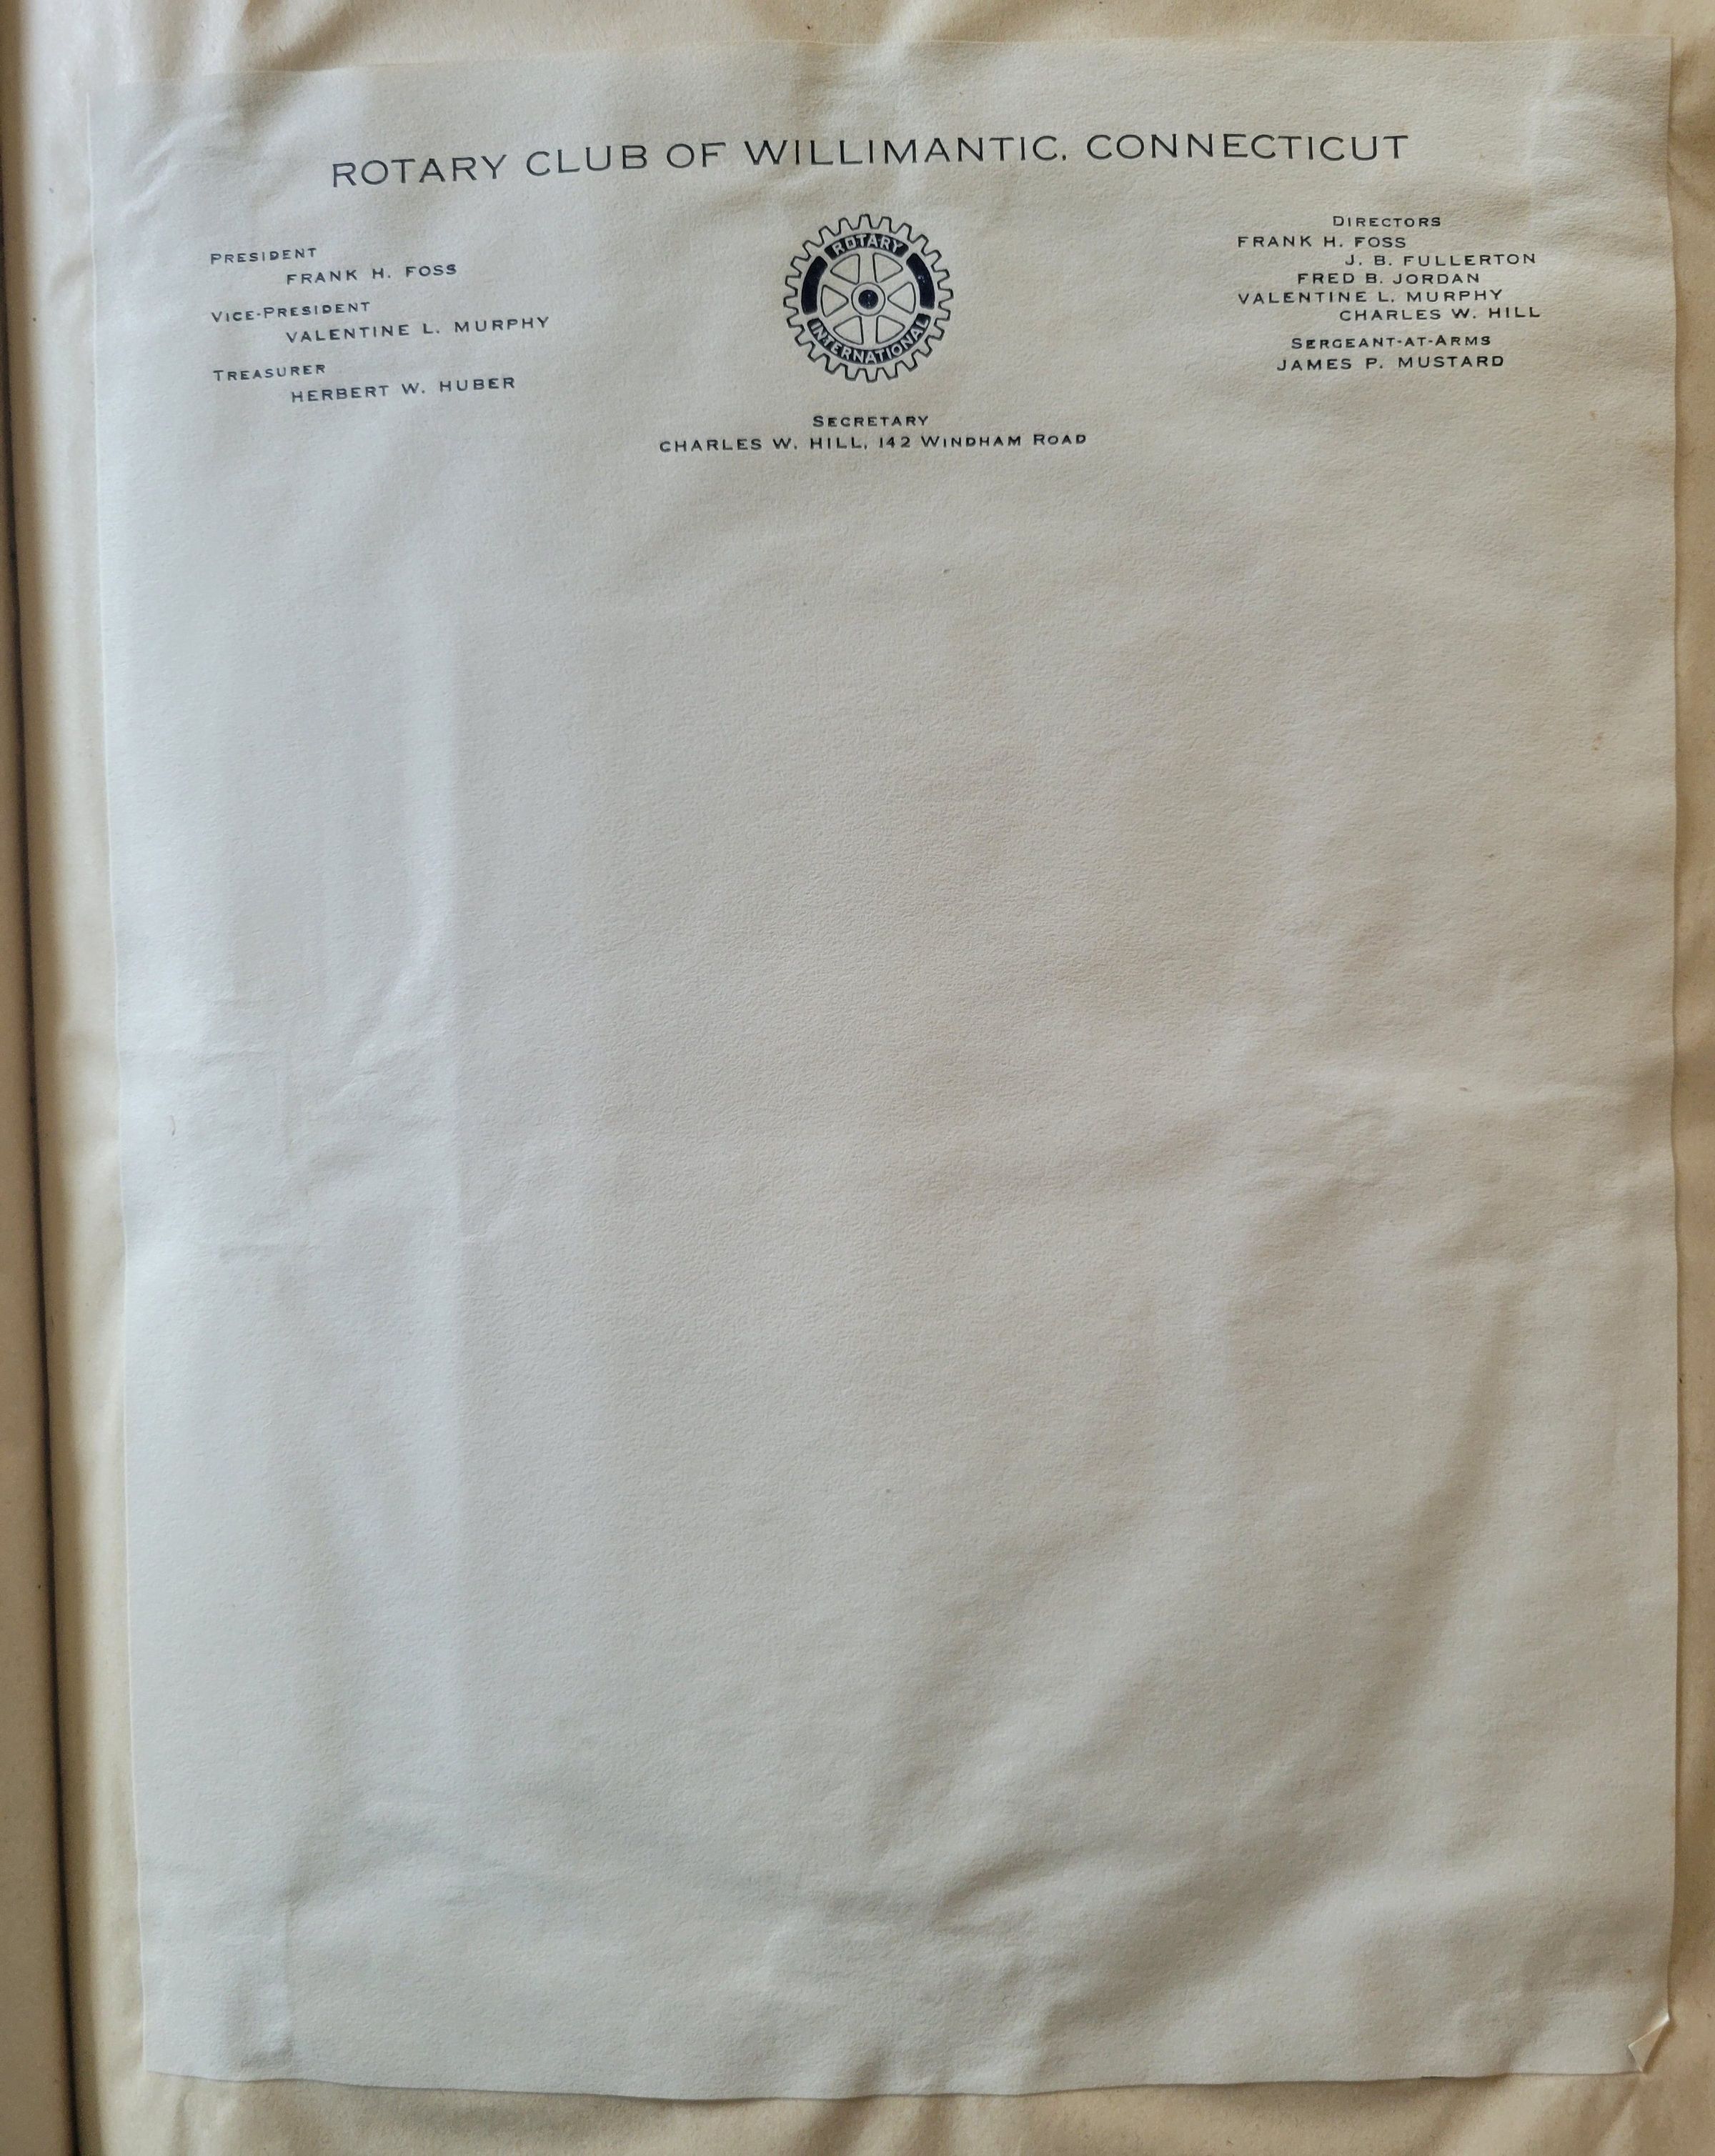 ROTARY CLUB OF WILLIMANTIC, CONNECTICUT
PRESIDENT
FRANK H. FOSS
VICE-PRESIDENT
VALENTINE L. MURPHY
TREASURER
HERBERT W. HUBER
ROTARY
INTERNATIONAL
SECRETARY
CHARLES W. HILL, 142 WINDHAM ROAD
DIRECTORS
FRANK H. FOSS
J. B. FULLERTON
FRED B. JORDAN
VALENTINE L. MURPHY
CHARLES W. HILL
SERGEANT-AT-ARMS
JAMES P. MUSTARD